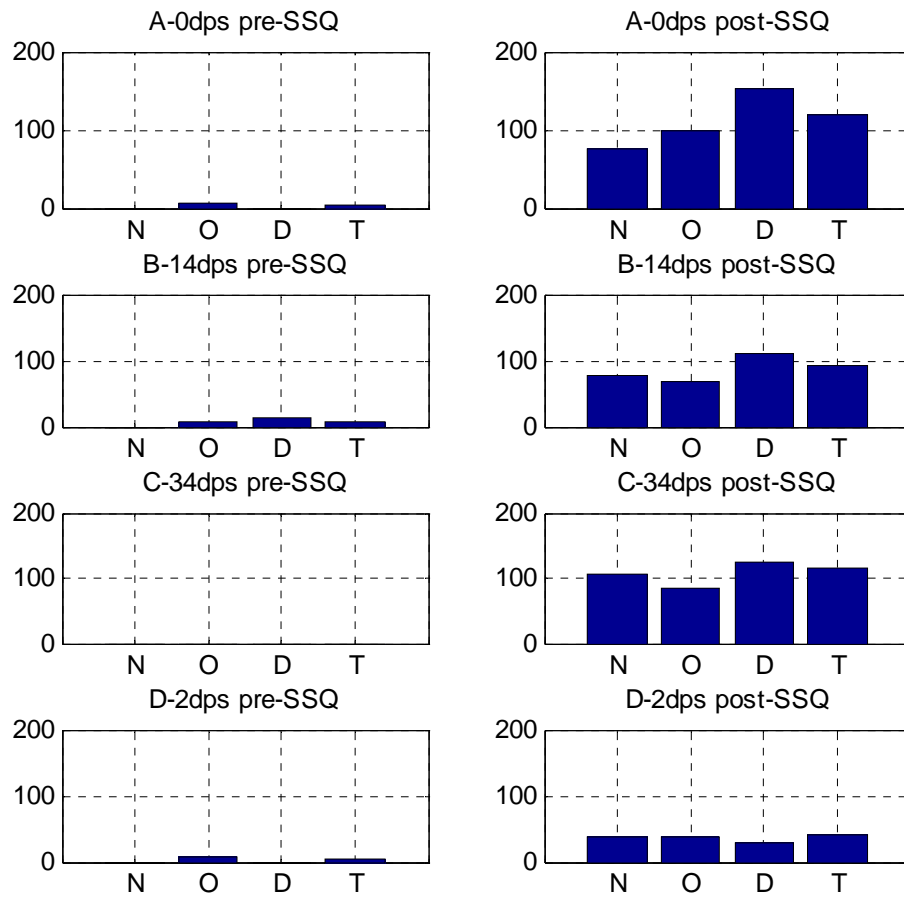 A-0dps pre-SSQ
200
100
0
N O D T
A-0dps post-SSQ
200
100
0
N O D T
B-14dps pre-SSQ
200
100
0
N O D T
B-14dps post-SSQ
200
100
0
N O D T
C-34dps pre-SSQ
200
100
0
N O D T
C-34dps post-SSQ
200
100
0
N O D T
D-2dps pre-SSQ
200
100
0
N O D T
D-2dps post-SSQ
200
100
0
N O D T